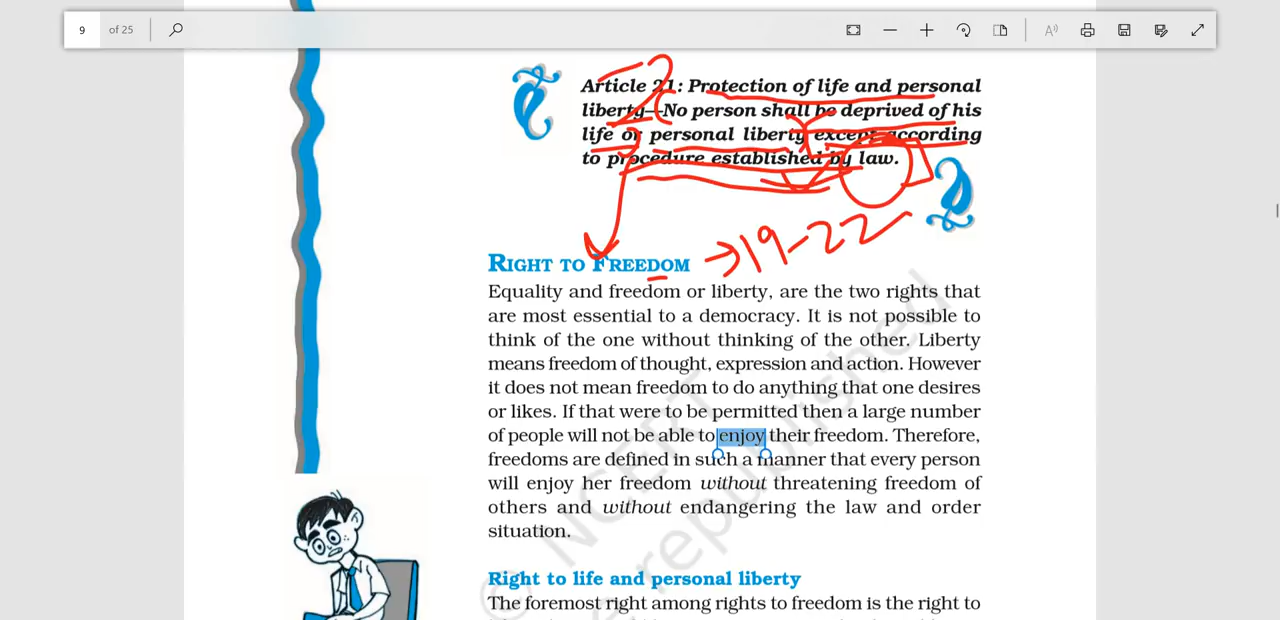 9 of 25
Article 21: Protection of life and personal
liberty—No person shall be deprived of his
life or personal liberty except according
to procedure established by law.
→19-22
RIGHT TO FREEDOM
Equality and freedom or liberty, are the two rights that
are most essential to a democracy. It is not possible to
think of the one without thinking of the other. Liberty
means freedom of thought, expression and action. However
it does not mean freedom to do anything that one desires
or likes. If that were to be permitted then a large number
of people will not be able to enjoy their freedom. Therefore,
freedoms are defined in such a manner that every person
will enjoy her freedom without threatening freedom of
others and without endangering the law and order
situation.
Right to life and personal liberty
The foremost right among rights to freedom is the right to
© NCERT
republished